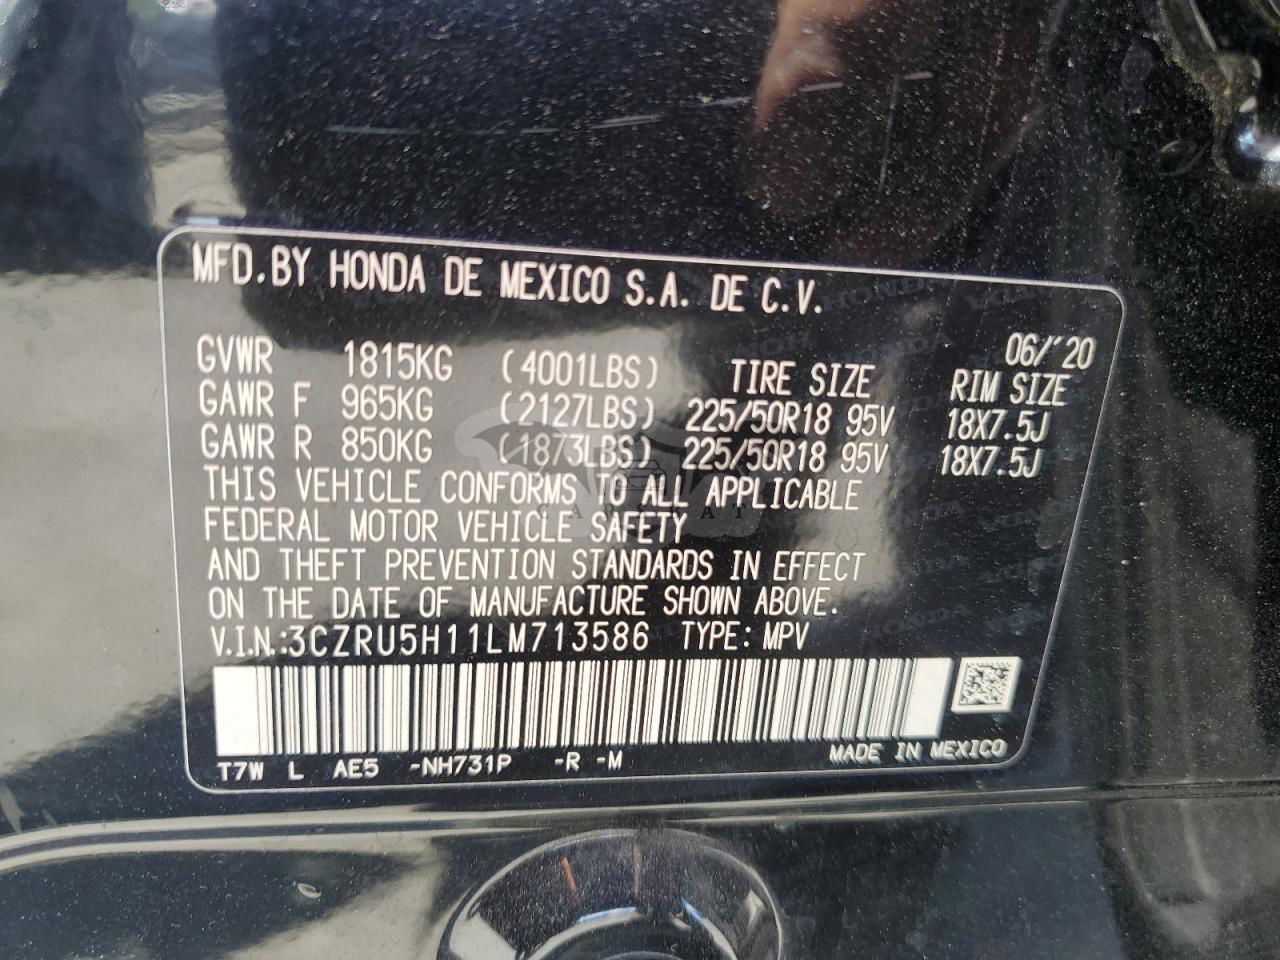 MFD.BY HONDA DE MEXICO S.A. DE C.V.
06/'20
GVWR 1815KG (4001LBS) TIRE SIZE RIM SIZE
GAWR F 965KG (2127LBS) 225/50R18 95V 18X7.5J
GAWR R 850KG (1873LBS) 225/50R18 95V 18X7.5J
THIS VEHICLE CONFORMS TO ALL APPLICABLE
FEDERAL MOTOR VEHICLE SAFETY
AND THEFT PREVENTION STANDARDS IN EFFECT
ON THE DATE OF MANUFACTURE SHOWN ABOVE.
V.I.N.:3CZRU5H11LM713586 TYPE: MPV
T7W L AE5 -NH731P -R -M MADE IN MEXICO